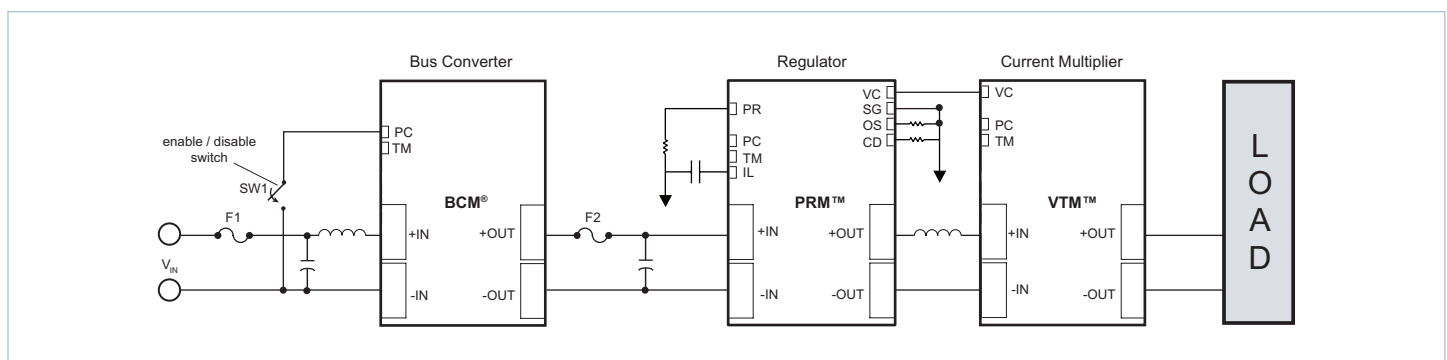 Bus Converter
Regulator
Current Multiplier
enable / disable
switch
SW1
F1
V_IN
PC
TM
BCM®
+IN
-IN
+OUT
-OUT
F2
PR
PC
TM
IL
VC
SG
OS
CD
PRM™
+IN
-IN
+OUT
-OUT
VC
PC
TM
VTM™
+IN
-IN
+OUT
-OUT
LOAD